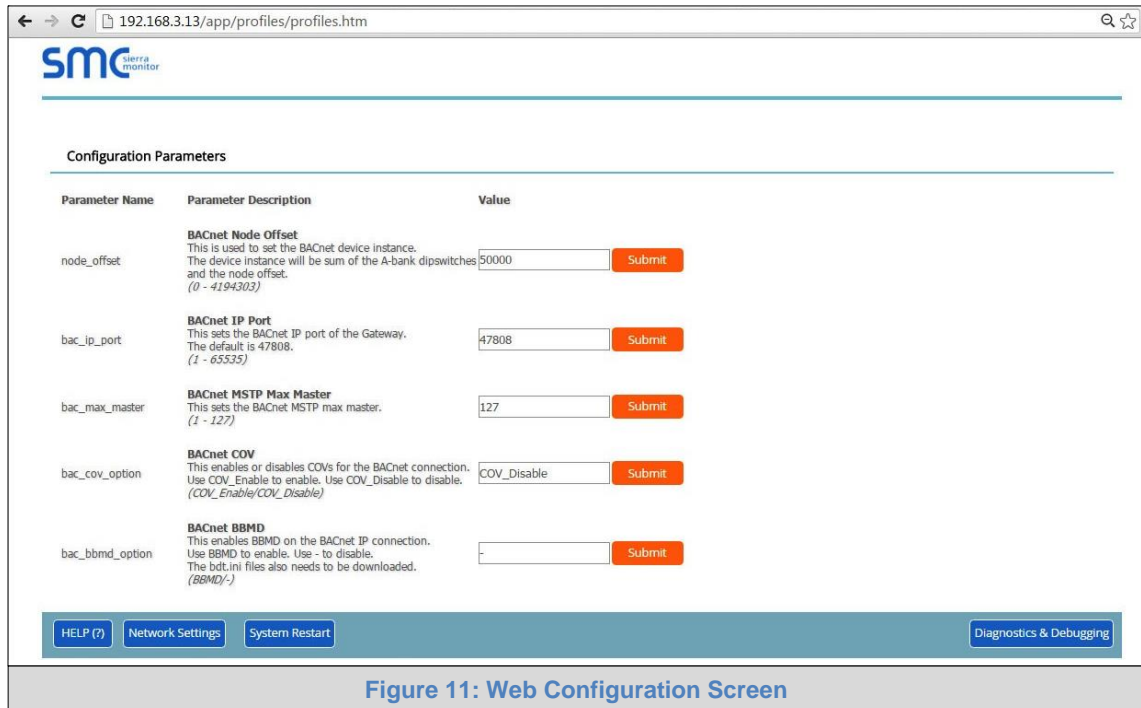 192.168.3.13/app/profiles/profiles.htm
SMC sierra monitor
Configuration Parameters
Parameter Name Parameter Description Value
BACnet Node Offset
This is used to set the BACnet device instance.
The device instance will be sum of the A-bank dipswitches
and the node offset.
(0 - 4194303)
node_offset 50000 Submit
BACnet IP Port
This sets the BACnet IP port of the Gateway.
The default is 47808.
(1 - 65535)
bac_ip_port 47808 Submit
BACnet MSTP Max Master
This sets the BACnet MSTP max master.
(1 - 127)
bac_max_master 127 Submit
BACnet COV
This enables or disables COVs for the BACnet connection.
Use COV_Enable to enable. Use COV_Disable to disable.
(COV_Enable/COV_Disable)
bac_cov_option COV_Disable Submit
BACnet BBMD
This enables BBMD on the BACnet IP connection.
Use BBMD to enable. Use - to disable.
The bdt.ini files also needs to be downloaded.
(BBMD/-)
bac_bbmd_option - Submit
HELP (?) Network Settings System Restart Diagnostics & Debugging
Figure 11: Web Configuration Screen